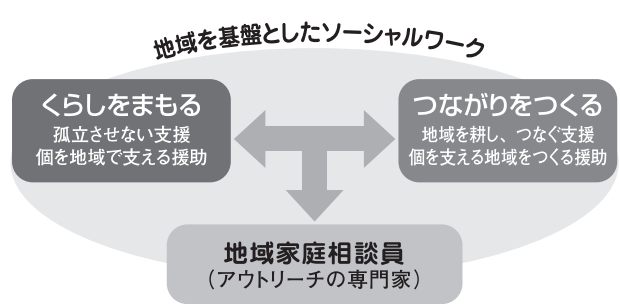 地域を基盤としたソーシャルワーク
くらしをまもる
孤立させない支援
個を地域で支える援助
つながりをつくる
地域を耕し、つなぐ支援
個を支える地域をつくる援助
地域家庭相談員
（アウトリーチの専門家）